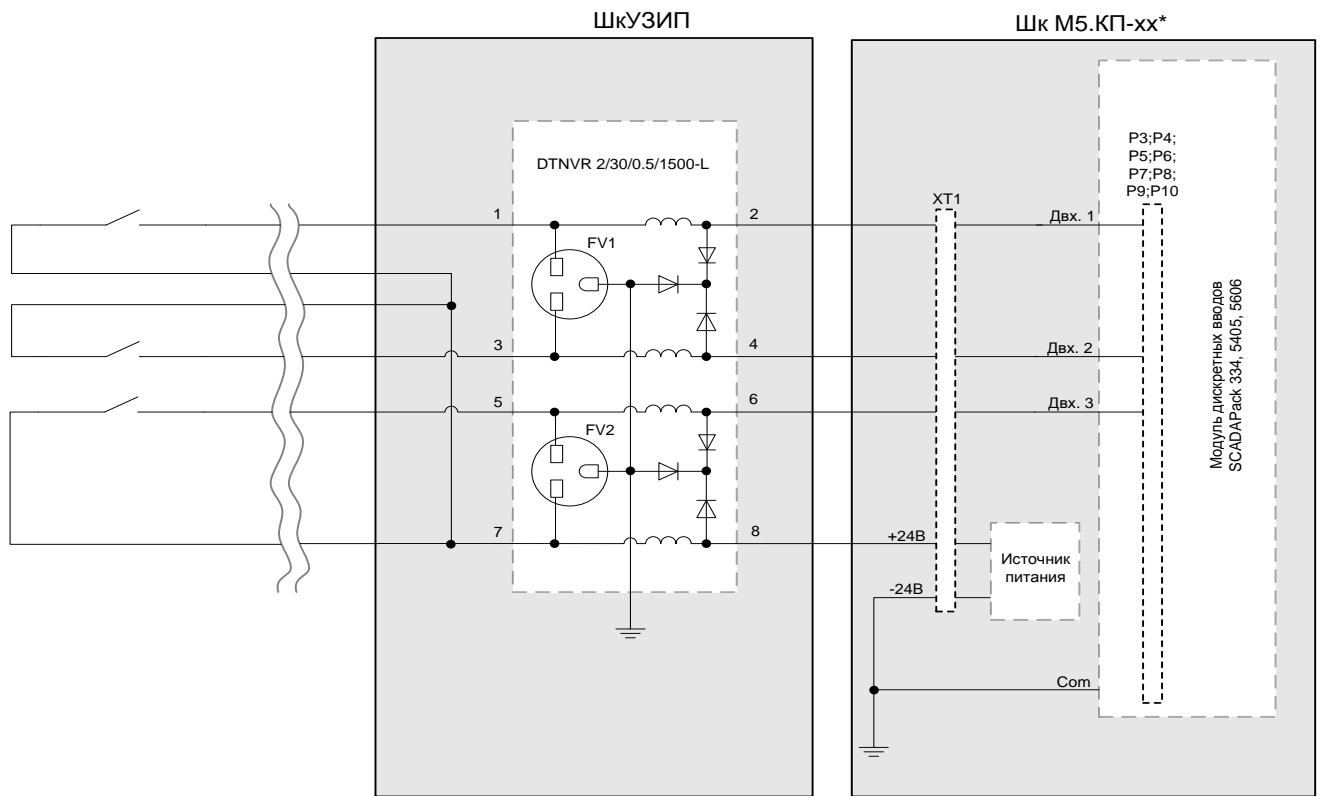 ШкУЗИП
Шк М5.КП-хх*
DTNVR 2/30/0.5/1500-L
P3;P4;
P5;P6;
P7;P8;
P9;P10
XT1
1
2
Двх. 1
FV1
3
4
Двх. 2
5
6
Двх. 3
FV2
7
8
+24В
-24В
Источник
питания
Com
Модуль дискретных вводов
SCADAPack 334, 5405, 5606